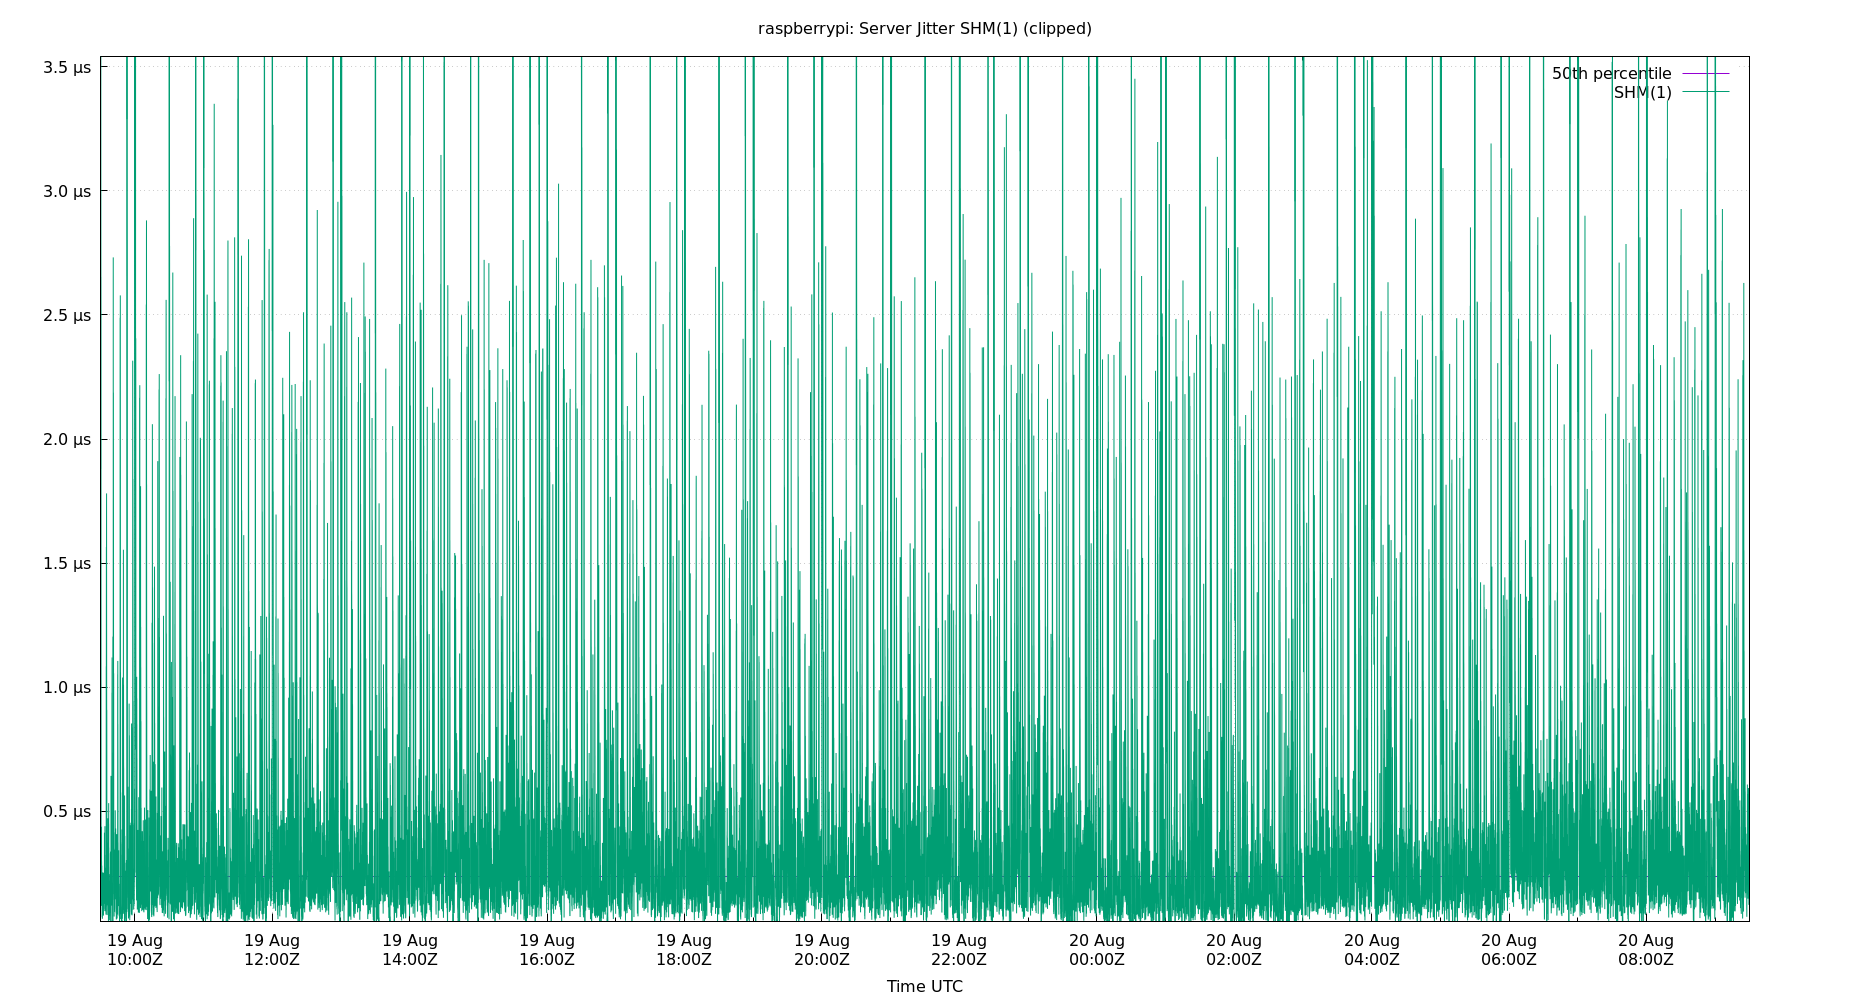 raspberrypi: Server Jitter SHM(1) (clipped)
3.5 µs
3.0 µs
2.5 µs
2.0 µs
1.5 µs
1.0 µs
0.5 µs
50th percentile
SHM(1)
19 Aug 19 Aug 19 Aug 19 Aug 19 Aug 19 Aug 19 Aug 20 Aug 20 Aug 20 Aug 20 Aug 20 Aug
10:00Z 12:00Z 14:00Z 16:00Z 18:00Z 20:00Z 22:00Z 00:00Z 02:00Z 04:00Z 06:00Z 08:00Z
Time UTC